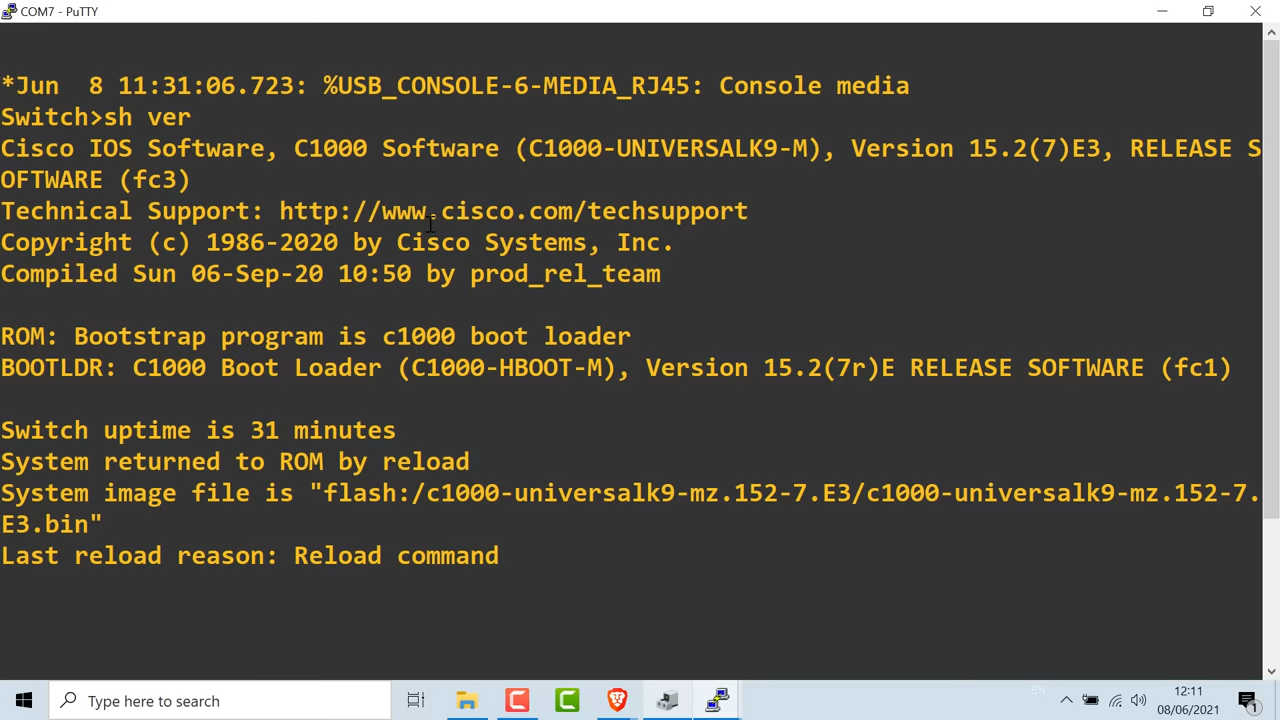 COM7 - PuTTY
*Jun  8 11:31:06.723: %USB_CONSOLE-6-MEDIA_RJ45: Console media
Switch>sh ver
Cisco IOS Software, C1000 Software (C1000-UNIVERSALK9-M), Version 15.2(7)E3, RELEASE S
OFTWARE (fc3)
Technical Support: http://www.cisco.com/techsupport
Copyright (c) 1986-2020 by Cisco Systems, Inc.
Compiled Sun 06-Sep-20 10:50 by prod_rel_team
ROM: Bootstrap program is c1000 boot loader
BOOTLDR: C1000 Boot Loader (C1000-HBOOT-M), Version 15.2(7r)E RELEASE SOFTWARE (fc1)
Switch uptime is 31 minutes
System returned to ROM by reload
System image file is "flash:/c1000-universalk9-mz.152-7.E3/c1000-universalk9-mz.152-7.
E3.bin"
Last reload reason: Reload command
Type here to search
EN
12:11
08/06/2021
1